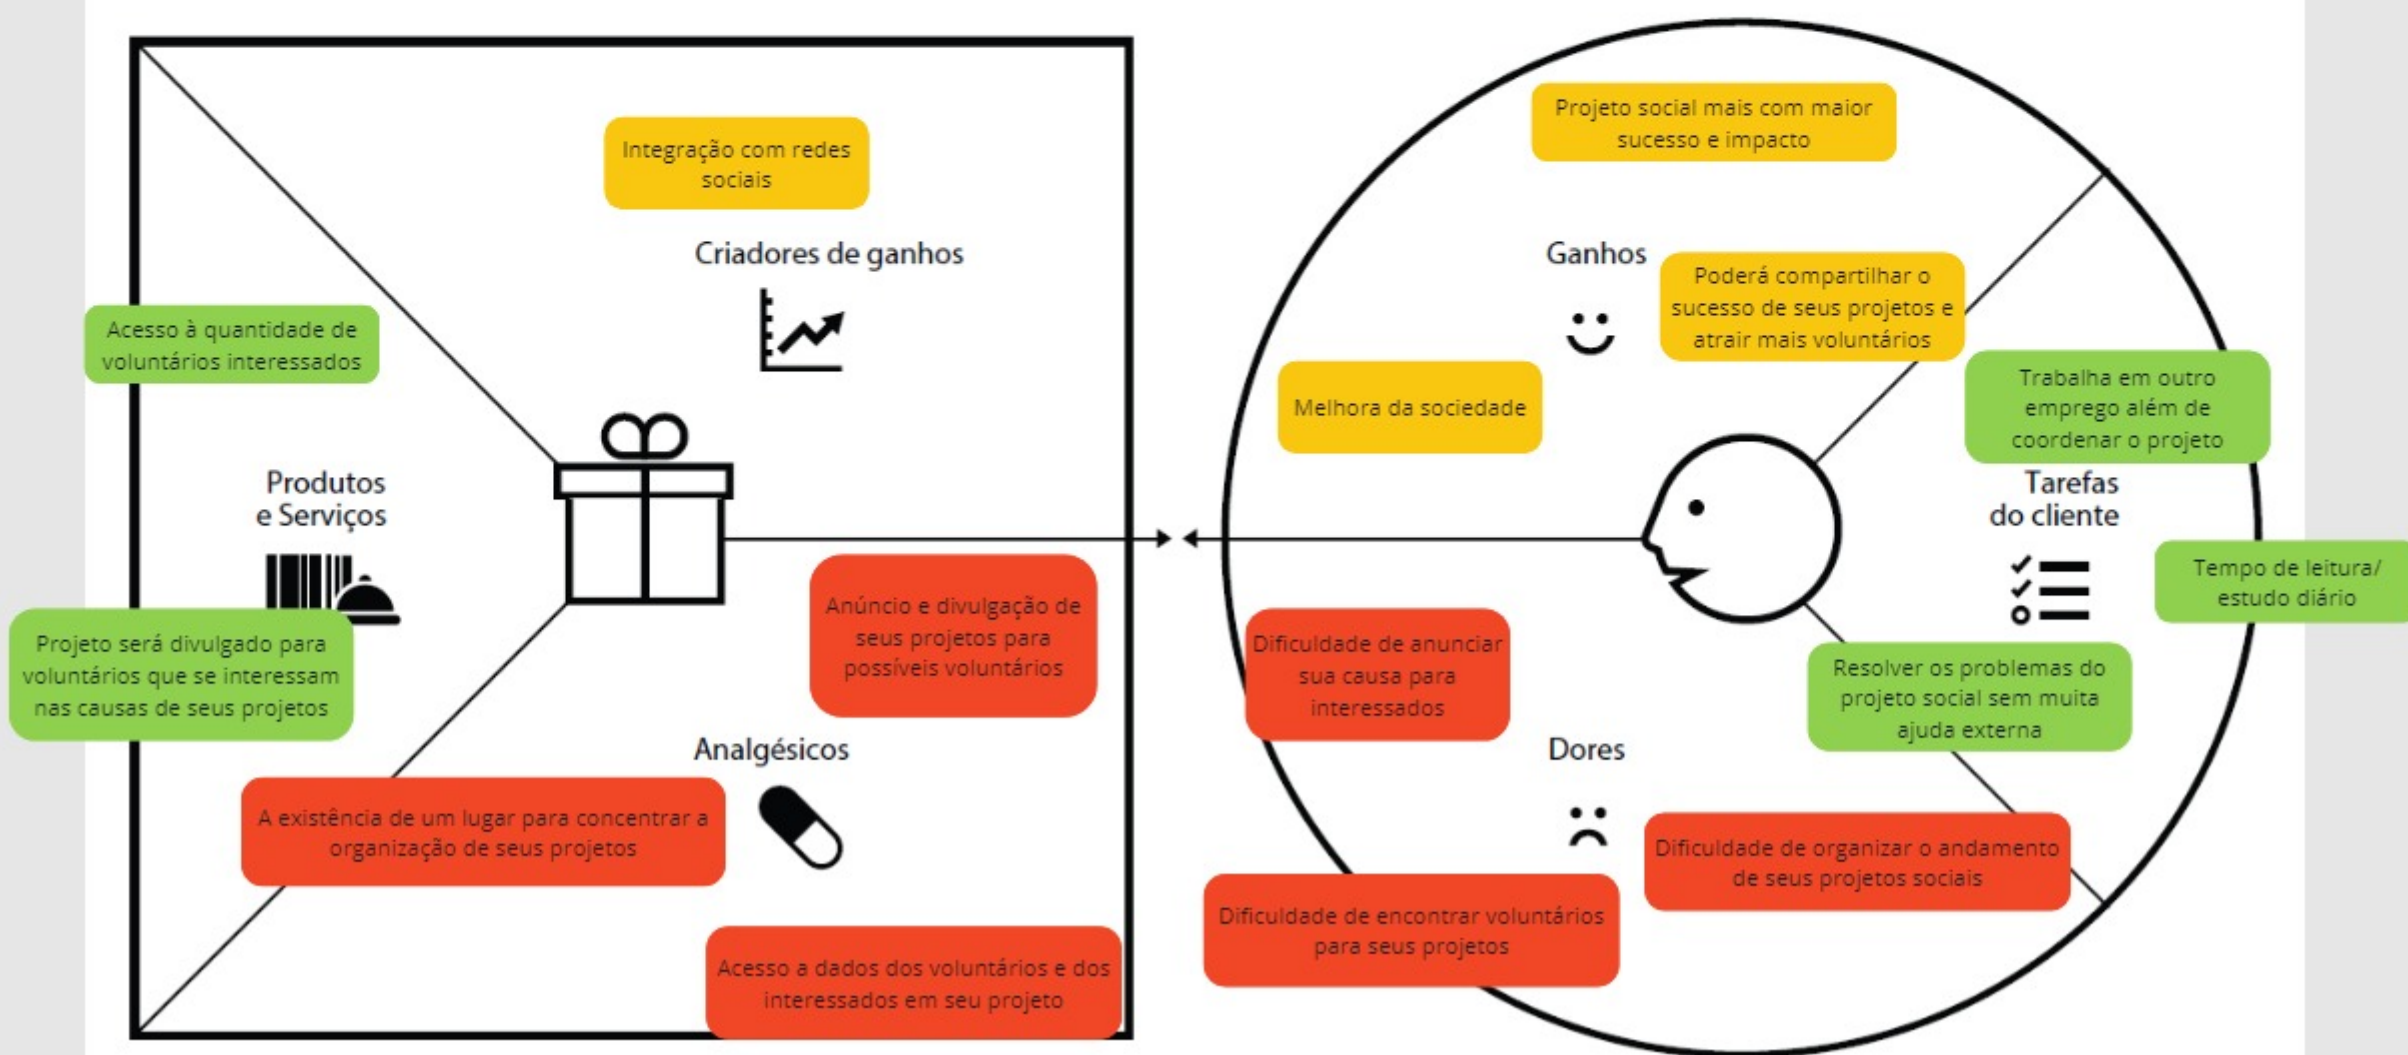 Integração com redes
sociais
Criadores de ganhos
Acesso à quantidade de
voluntários interessados
Produtos
e Serviços
Projeto será divulgado para
voluntários que se interessam
nas causas de seus projetos
Anúncio e divulgação de
seus projetos para
possíveis voluntários
Analgésicos
A existência de um lugar para concentrar a
organização de seus projetos
Acesso a dados dos voluntários e dos
interessados em seu projeto
Projeto social mais com maior
sucesso e impacto
Ganhos
Poderá compartilhar o
sucesso de seus projetos e
atrair mais voluntários
Melhora da sociedade
Trabalha em outro
emprego além de
coordenar o projeto
Tarefas
do cliente
Tempo de leitura/
estudo diário
Resolver os problemas do
projeto social sem muita
ajuda externa
Dificuldade de anunciar
sua causa para
interessados
Dores
Dificuldade de organizar o andamento
de seus projetos sociais
Dificuldade de encontrar voluntários
para seus projetos